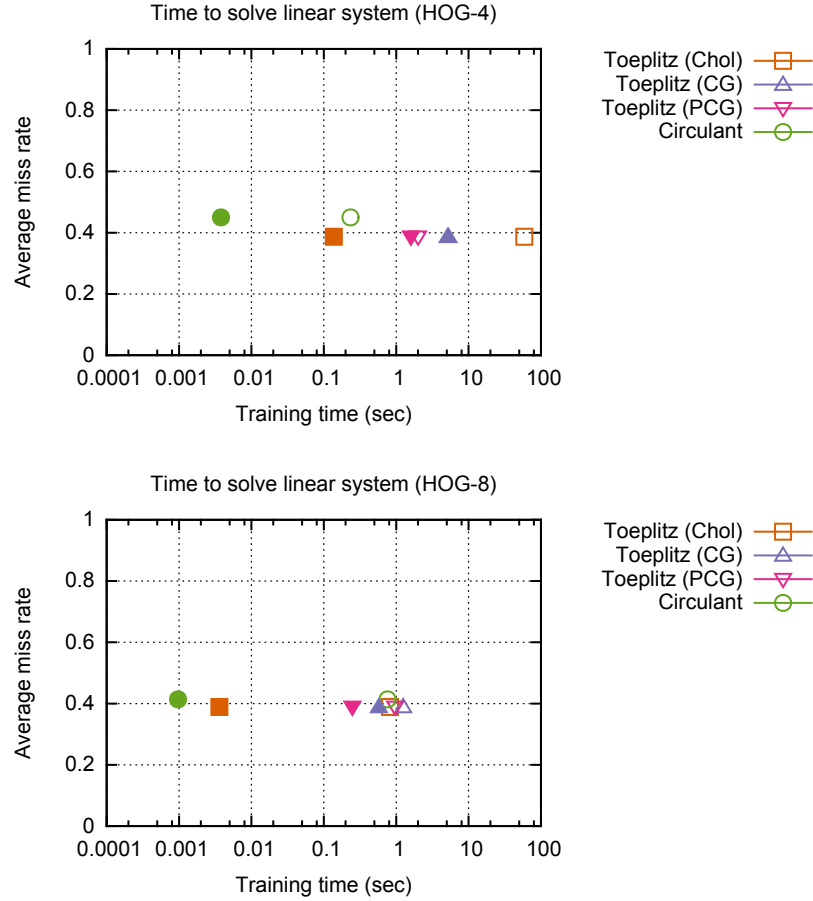 Time to solve linear system (HOG-4)
1
0.8
0.6
0.4
0.2
0
Average miss rate
0.0001 0.001 0.01 0.1 1 10 100
Training time (sec)
Toeplitz (Chol)
Toeplitz (CG)
Toeplitz (PCG)
Circulant
Time to solve linear system (HOG-8)
1
0.8
0.6
0.4
0.2
0
Average miss rate
0.0001 0.001 0.01 0.1 1 10 100
Training time (sec)
Toeplitz (Chol)
Toeplitz (CG)
Toeplitz (PCG)
Circulant